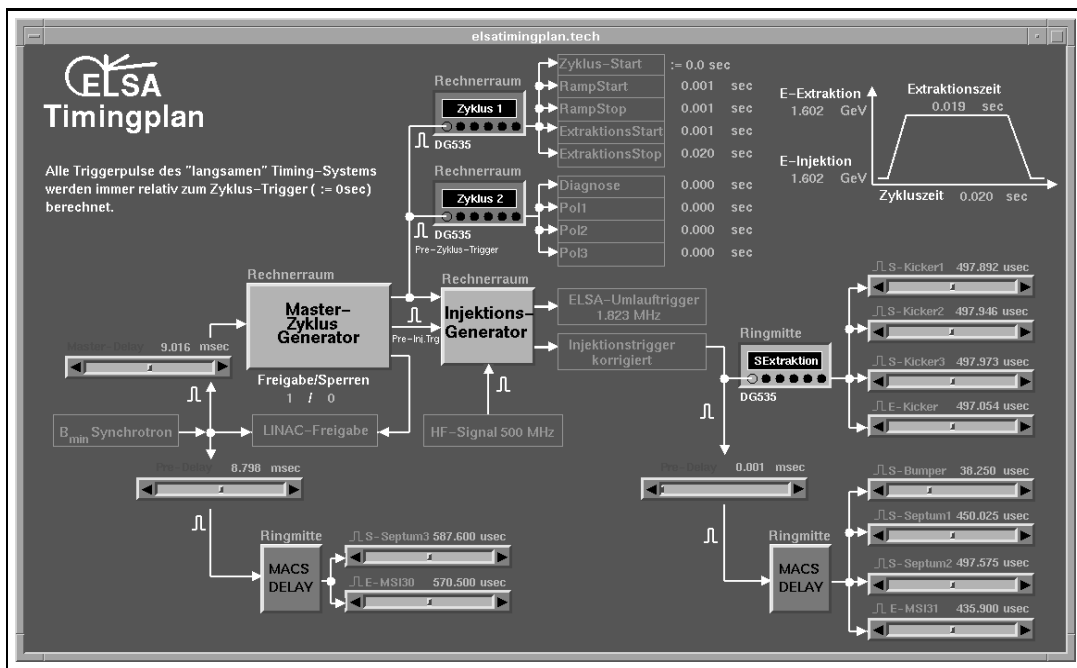 elsatimingplan.tech
ELSA
Timingplan
Alle Triggerpulse des "langsamen" Timing-Systems
werden immer relativ zum Zyklus-Trigger ( := 0sec)
berechnet.
Rechnerraum
Zyklus 1
DG535
Zyklus-Start := 0.0 sec
RampStart 0.001 sec
RampStop 0.001 sec
ExtraktionsStart 0.001 sec
ExtraktionsStop 0.020 sec
Rechnerraum
Zyklus 2
DG535
Pre-Zyklus-Trigger
Diagnose 0.000 sec
Pol1 0.000 sec
Pol2 0.000 sec
Pol3 0.000 sec
E-Extraktion
1.602 GeV
Extraktionszeit
0.019 sec
E-Injektion
1.602 GeV
Zykluszeit 0.020 sec
Rechnerraum
Master-
Zyklus
Generator
Freigabe/Sperren
1 / 0
Pre-Inj.Trg
Rechnerraum
Injektions-
Generator
ELSA-Umlauftrigger
1.823 MHz
Injektionstrigger
korrigiert
HF-Signal 500 MHz
Master-Delay 9.016 msec
Bmin Synchrotron
LINAC-Freigabe
Pre-Delay 8.798 msec
Ringmitte
MACS
DELAY
S-Septum3 587.600 usec
E-MSI30 570.500 usec
Ringmitte
SExtraktion
DG535
S-Kicker1 497.892 usec
S-Kicker2 497.946 usec
S-Kicker3 497.973 usec
E-Kicker 497.054 usec
Pre-Delay 0.001 msec
Ringmitte
MACS
DELAY
S-Bumper 38.250 usec
S-Septum1 450.025 usec
S-Septum2 497.575 usec
E-MSI31 435.900 usec